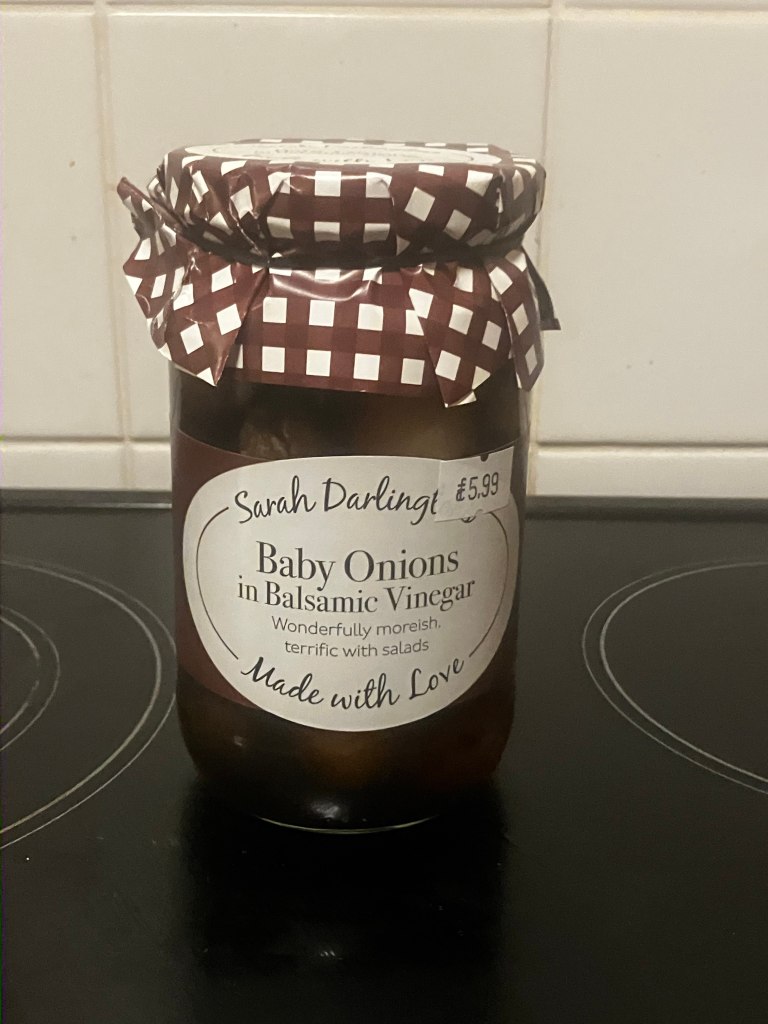 Sarah Darlingt
£5.99
Baby Onions
in Balsamic Vinegar
Wonderfully moreish,
terrific with salads
Made with Love